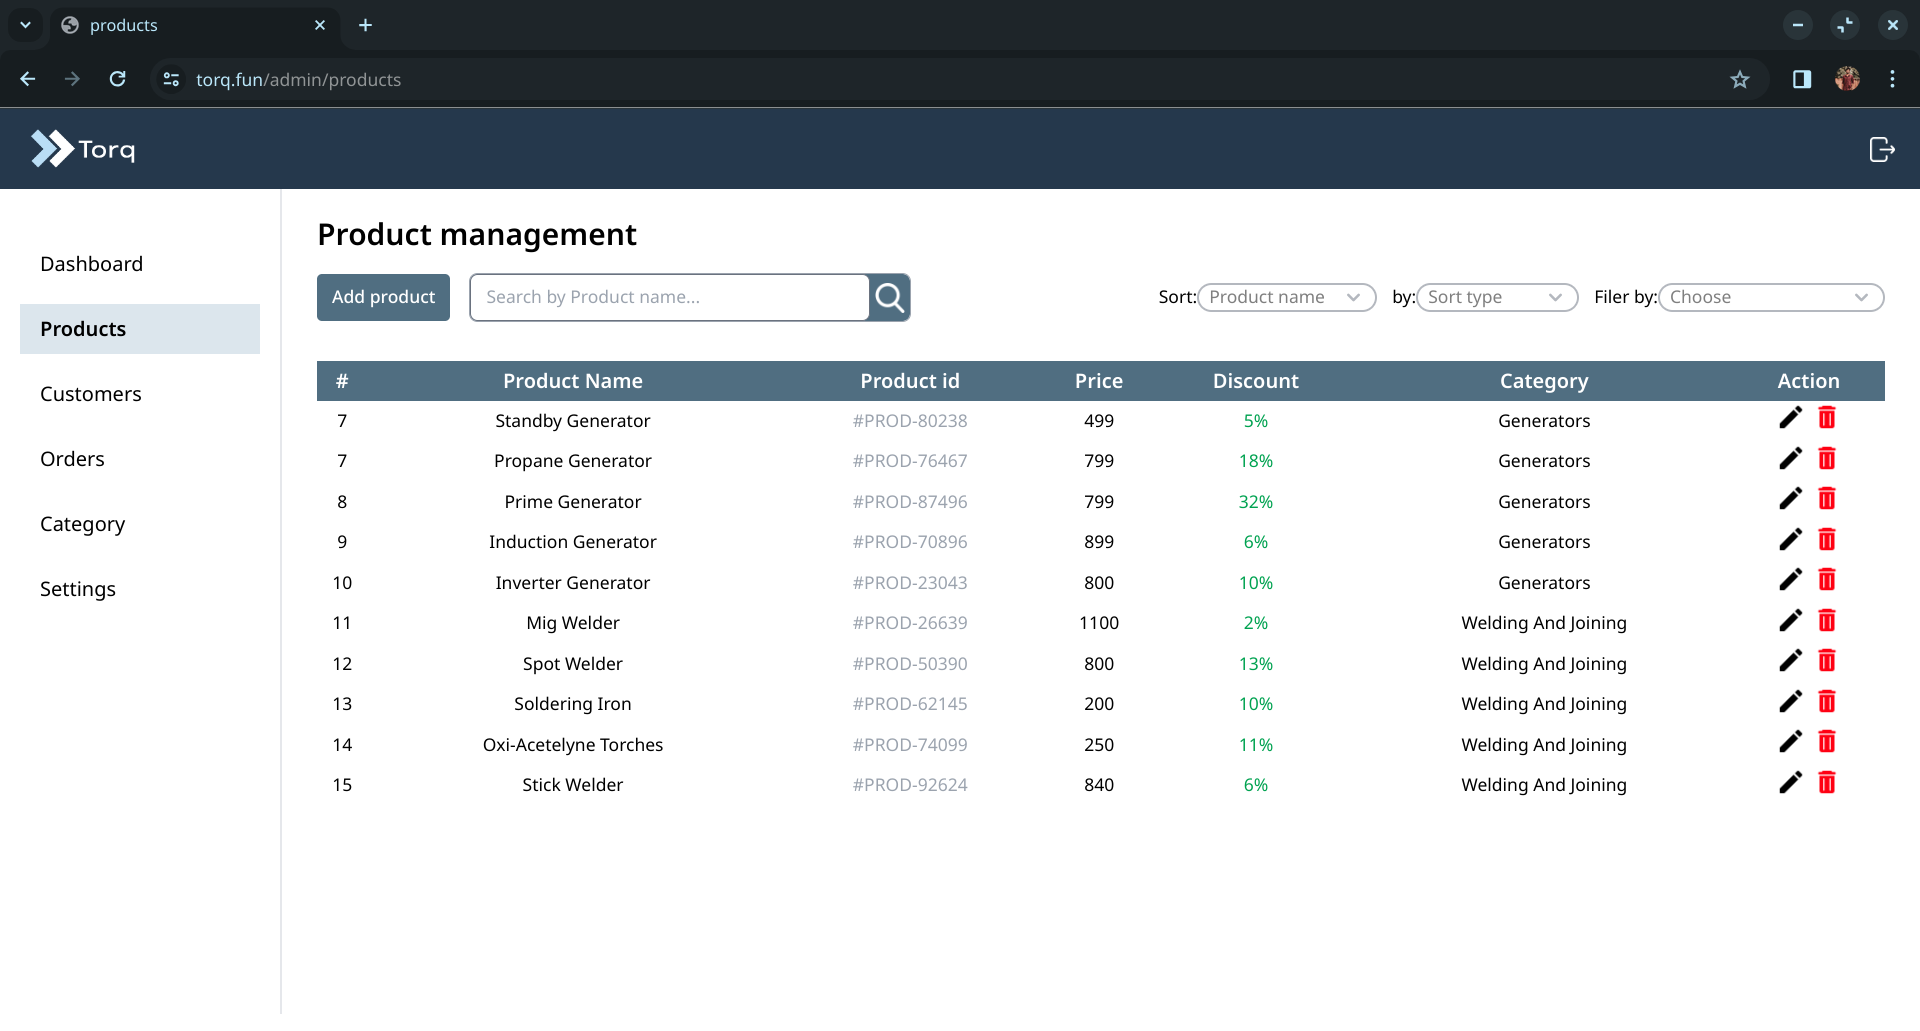 products
torq.fun/admin/products
Torq
Dashboard
Products
Customers
Orders
Category
Settings
Product management
Add product
Search by Product name...
Sort: Product name by: Sort type Filer by: Choose
# Product Name Product id Price Discount Category Action
7 Standby Generator #PROD-80238 499 5% Generators
7 Propane Generator #PROD-76467 799 18% Generators
8 Prime Generator #PROD-87496 799 32% Generators
9 Induction Generator #PROD-70896 899 6% Generators
10 Inverter Generator #PROD-23043 800 10% Generators
11 Mig Welder #PROD-26639 1100 2% Welding And Joining
12 Spot Welder #PROD-50390 800 13% Welding And Joining
13 Soldering Iron #PROD-62145 200 10% Welding And Joining
14 Oxi-Acetelyne Torches #PROD-74099 250 11% Welding And Joining
15 Stick Welder #PROD-92624 840 6% Welding And Joining